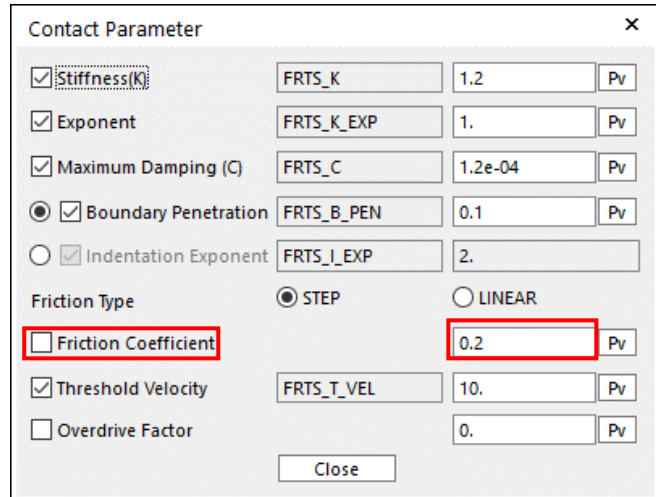 Contact Parameter ×
Stiffness(K) FRTS_K 1.2 Pv
Exponent FRTS_K_EXP 1. Pv
Maximum Damping (C) FRTS_C 1.2e-04 Pv
Boundary Penetration FRTS_B_PEN 0.1 Pv
Indentation Exponent FRTS_I_EXP 2.
Friction Type STEP LINEAR
Friction Coefficient 0.2 Pv
Threshold Velocity FRTS_T_VEL 10. Pv
Overdrive Factor 0. Pv
Close